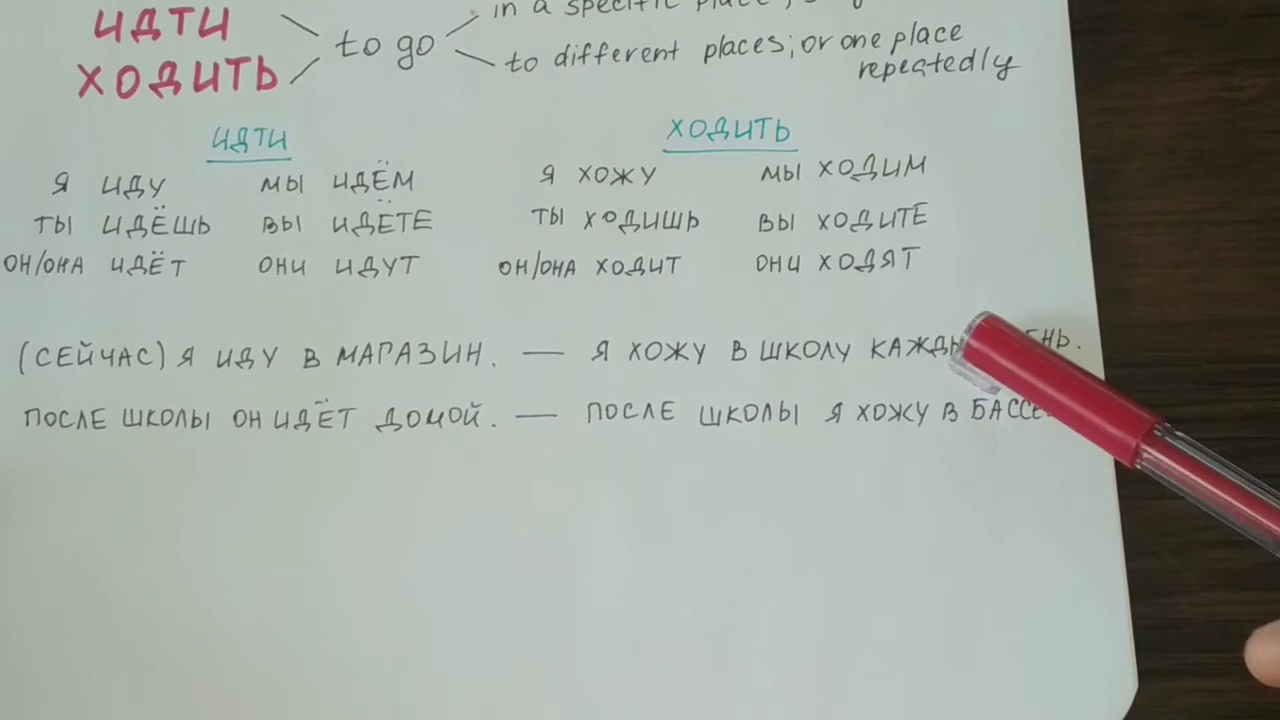 ИДТИ in a specific place,
ХОДИТЬ to go to different places; or one place
repeatedly
ИДТИ
Я ИДУ МЫ ИДЁМ
ТЫ ИДЁШЬ ВЫ ИДЁТЕ
ОН/ОНА ИДЁТ ОНИ ИДУТ
ХОДИТЬ
Я ХОЖУ МЫ ХОДИМ
ТЫ ХОДИШЬ ВЫ ХОДИТЕ
ОН/ОНА ХОДИТ ОНИ ХОДЯТ
(СЕЙЧАС) Я ИДУ В МАГАЗИН. — Я ХОЖУ В ШКОЛУ
ПОСЛЕ ШКОЛЫ ОН ИДЁТ ДОМОЙ. — ПОСЛЕ ШКОЛЫ Я ХОЖУ В